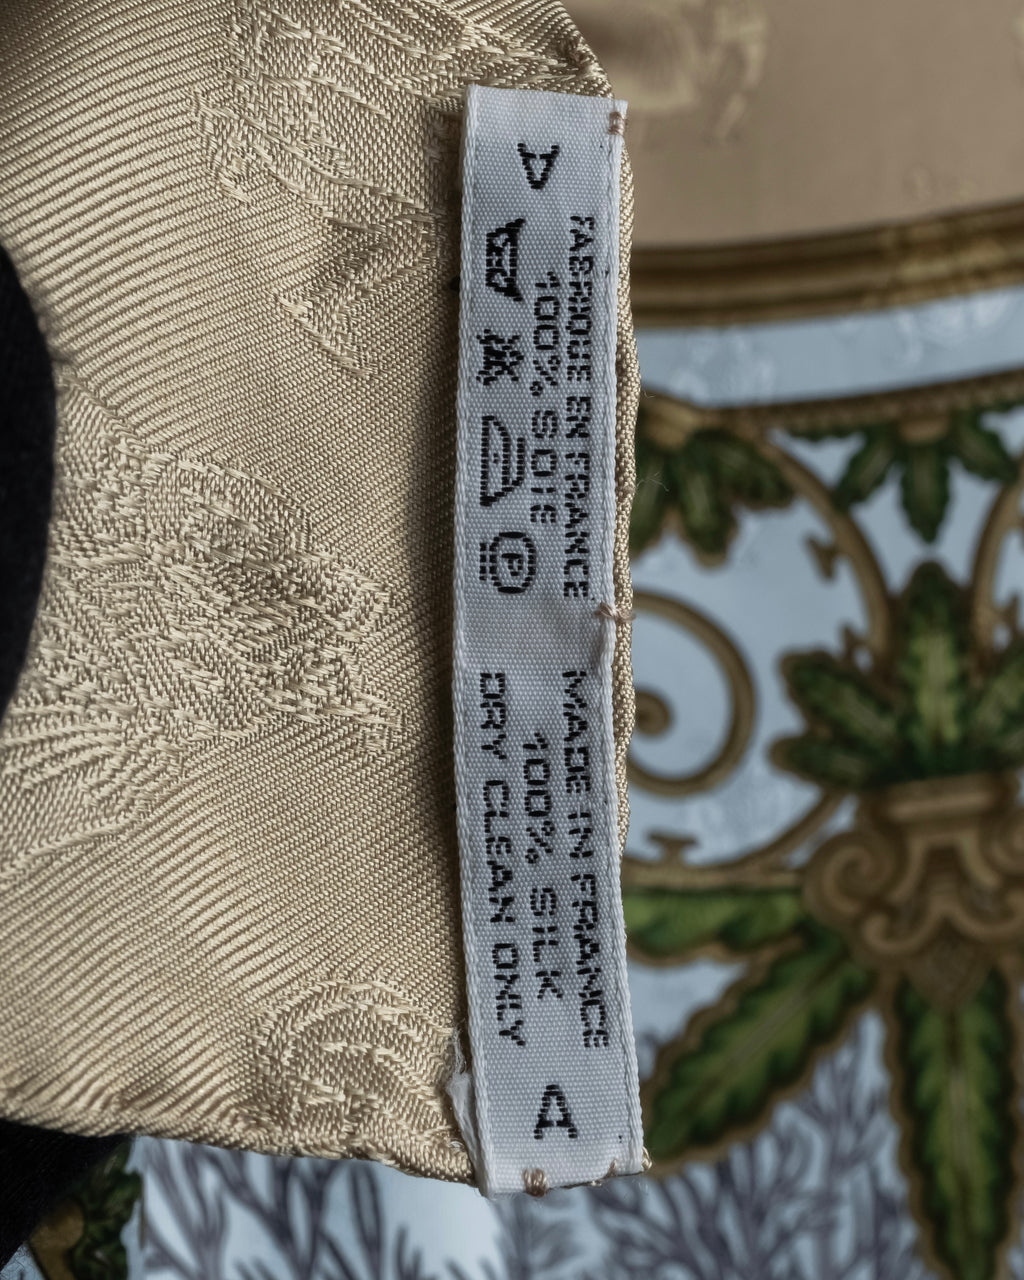 A
FABRIQUE EN FRANCE
100% SOIE
P
MADE IN FRANCE
100% SILK
DRY CLEAN ONLY
A